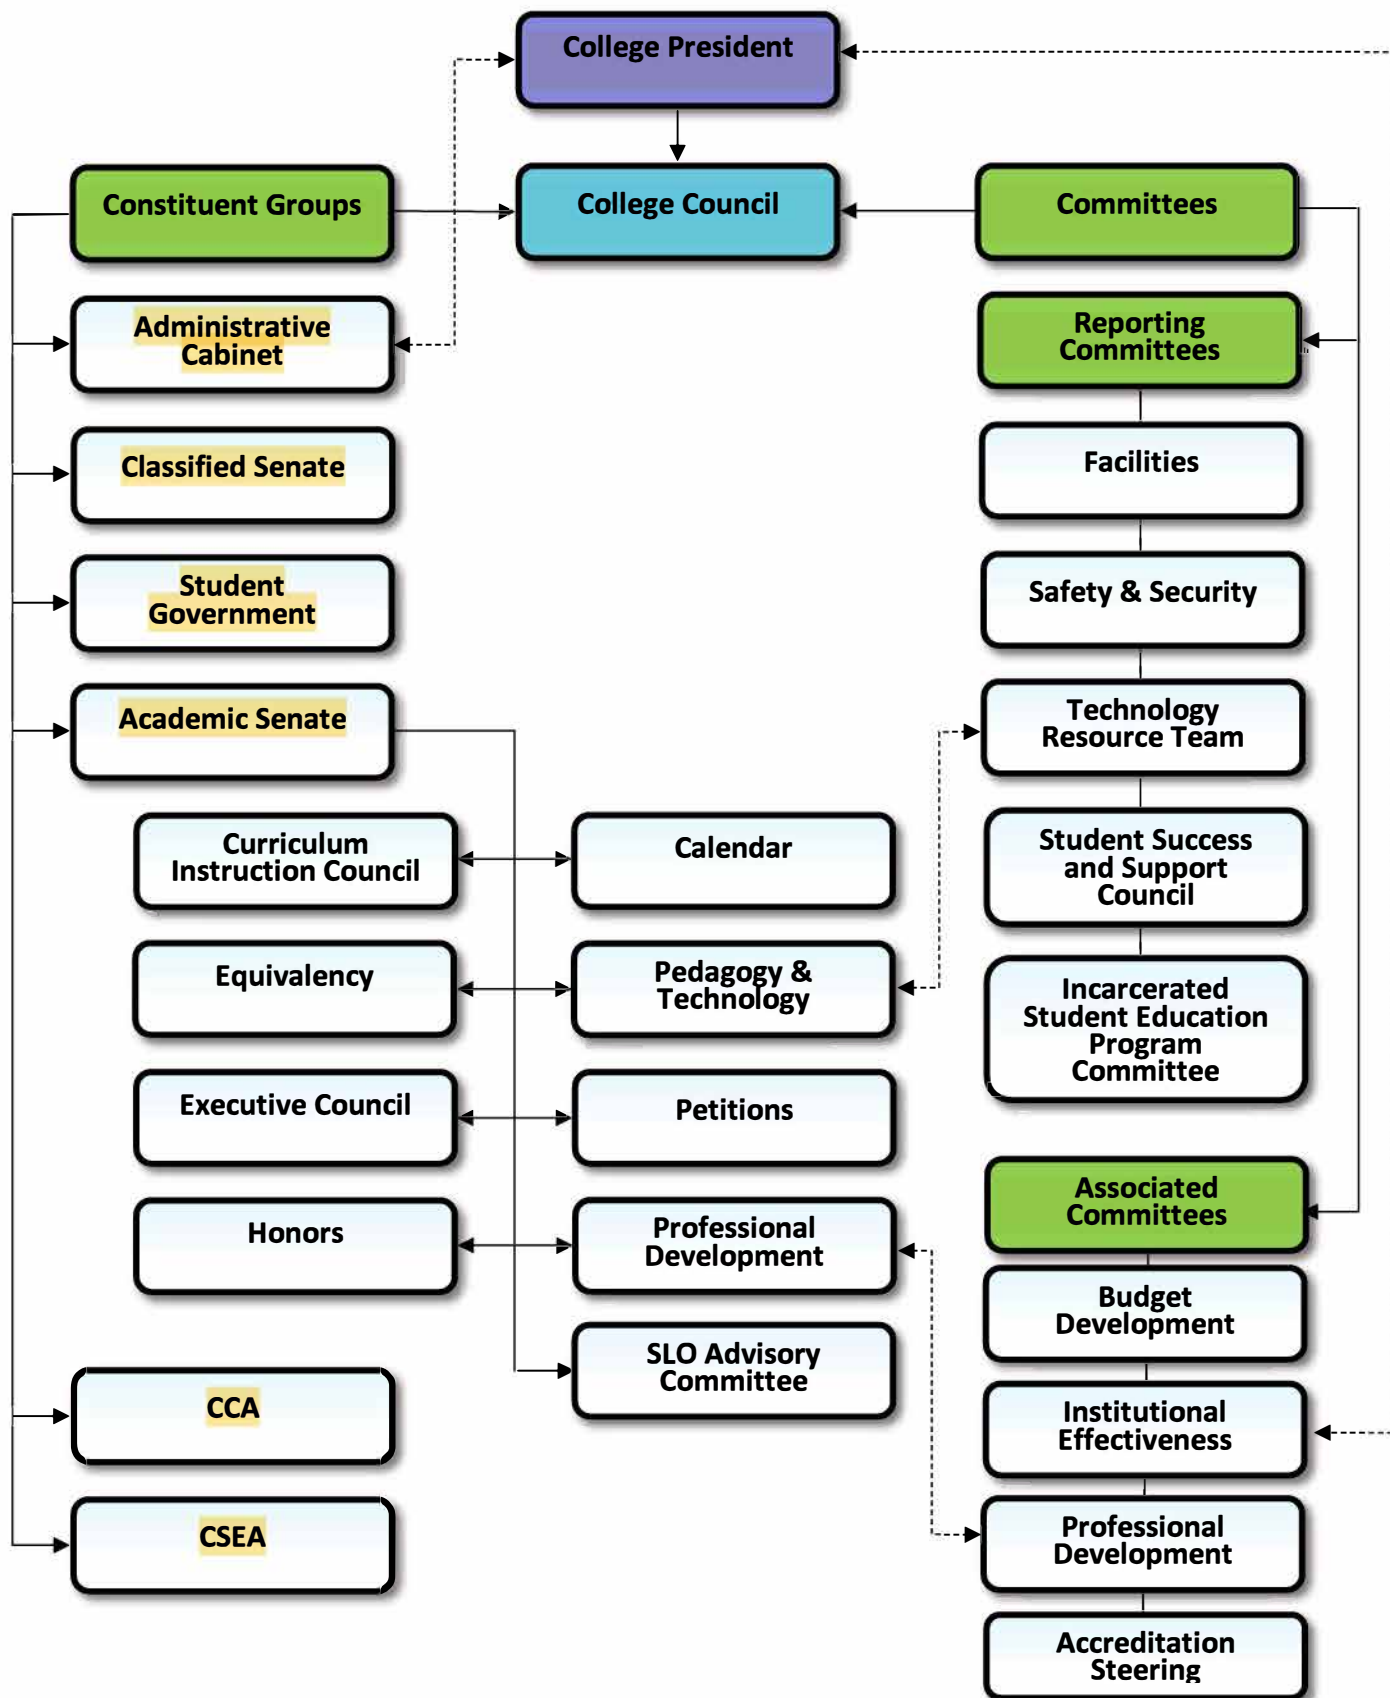 College President
Constituent Groups
College Council
Committees
Administrative
Cabinet
Reporting
Committees
Classified Senate
Facilities
Student
Government
Safety & Security
Academic Senate
Technology
Resource Team
Curriculum
Instruction Council
Calendar
Student Success
and Support
Council
Equivalency
Pedagogy &
Technology
Incarcerated
Student Education
Program
Committee
Executive Council
Petitions
Honors
Professional
Development
Associated
Committees
Budget
Development
SLO Advisory
Committee
CCA
Institutional
Effectiveness
CSEA
Professional
Development
Accreditation
Steering